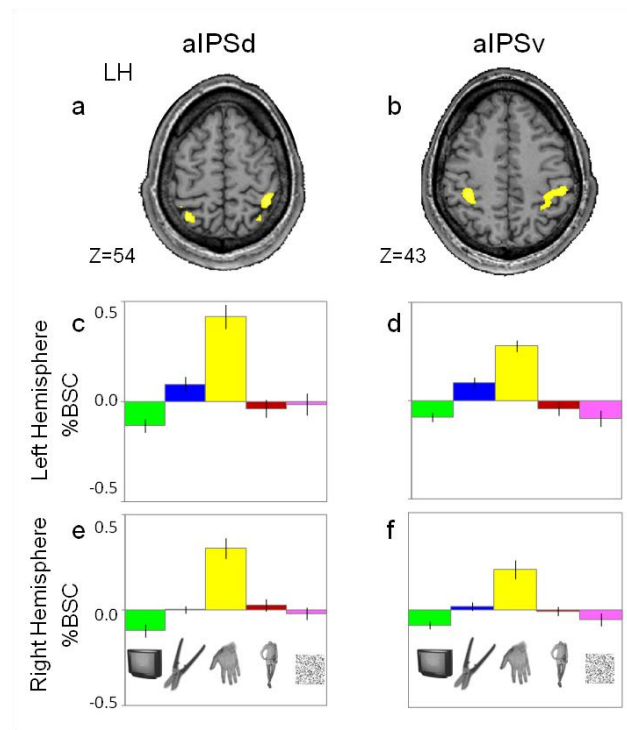 aIPSd
aIPSv
LH
a
b
Z=54
Z=43
Left Hemisphere
%BSC
c
0.5
0.0
-0.5
d
Right Hemisphere
%BSC
e
0.5
0.0
-0.5
f